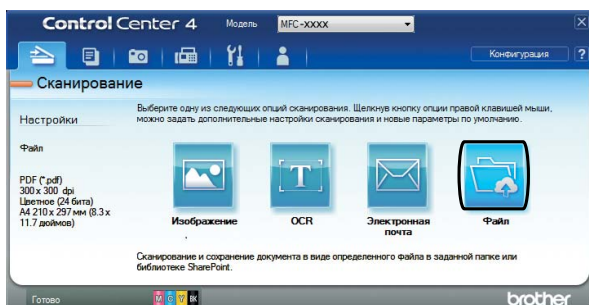 Control Center 4 Модель MFC-XXXX
Конфигурация ?
Сканирование
Настройки
Файл
PDF (*.pdf)
300 x 300 dpi
Цветное (24 бита)
A4 210 x 297 мм (8.3 x
11.7 дюймов)
Выберите одну из следующих опций сканирования. Щелкнув кнопку опции правой клавишей мыши,
можно задать дополнительные настройки сканирования и новые параметры по умолчанию.
T
Изображение
OCR
Электронная
почта
Файл
Сканирование и сохранение документа в виде определенного файла в заданной папке или
библиотеке SharePoint.
Готово M C Y BK brother